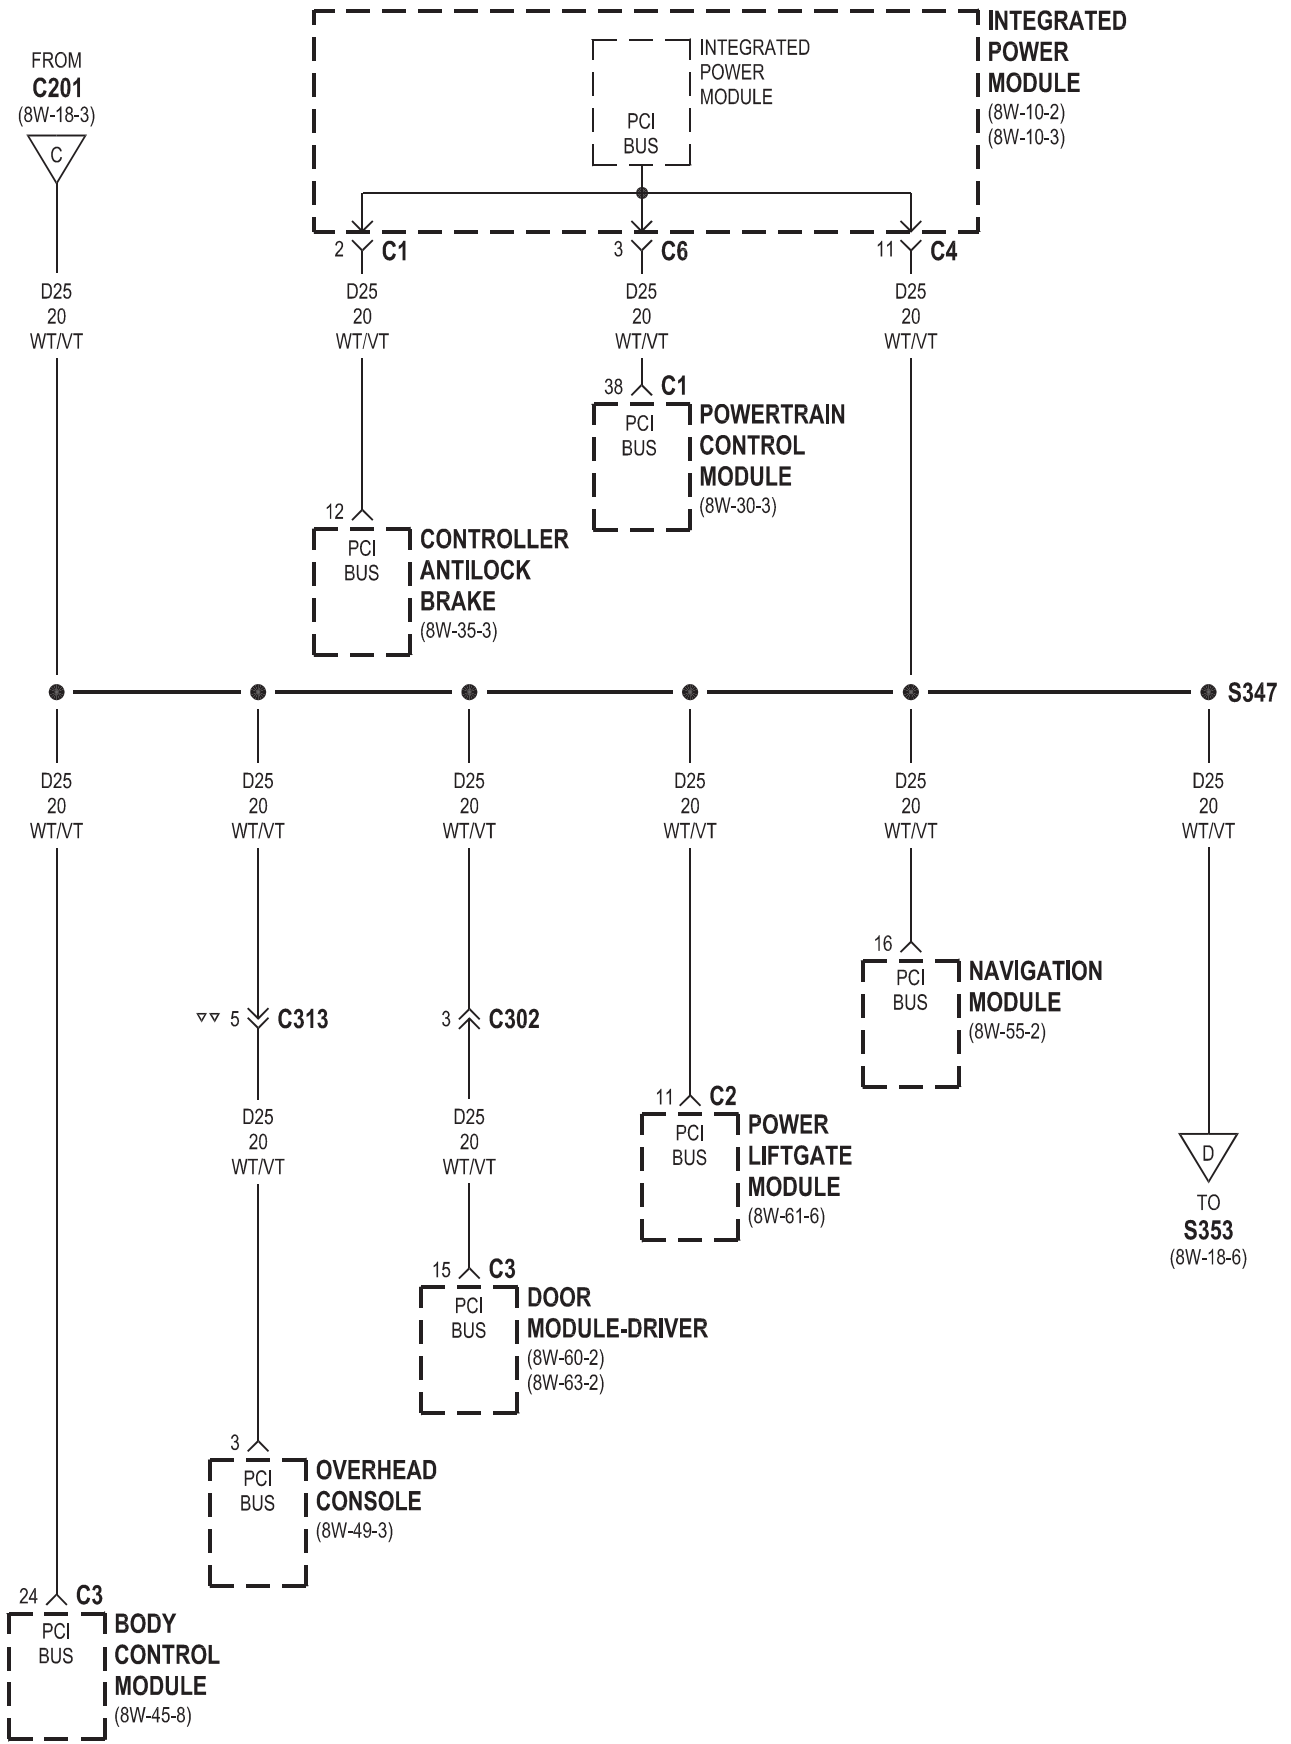 FROM
C201
(8W-18-3)
C
INTEGRATED
POWER
MODULE
PCI
BUS
INTEGRATED
POWER
MODULE
(8W-10-2)
(8W-10-3)
2 C1
3 C6
11 C4
D25
20
WT/VT
D25
20
WT/VT
D25
20
WT/VT
D25
20
WT/VT
38 C1
PCI
BUS
POWERTRAIN
CONTROL
MODULE
(8W-30-3)
12
PCI
BUS
CONTROLLER
ANTILOCK
BRAKE
(8W-35-3)
S347
D25
20
WT/VT
D25
20
WT/VT
D25
20
WT/VT
D25
20
WT/VT
D25
20
WT/VT
D25
20
WT/VT
16
PCI
BUS
NAVIGATION
MODULE
(8W-55-2)
5 C313
3 C302
D25
20
WT/VT
D25
20
WT/VT
11 C2
PCI
BUS
POWER
LIFTGATE
MODULE
(8W-61-6)
D
TO
S353
(8W-18-6)
15 C3
PCI
BUS
DOOR
MODULE-DRIVER
(8W-60-2)
(8W-63-2)
3
PCI
BUS
OVERHEAD
CONSOLE
(8W-49-3)
24 C3
PCI
BUS
BODY
CONTROL
MODULE
(8W-45-8)